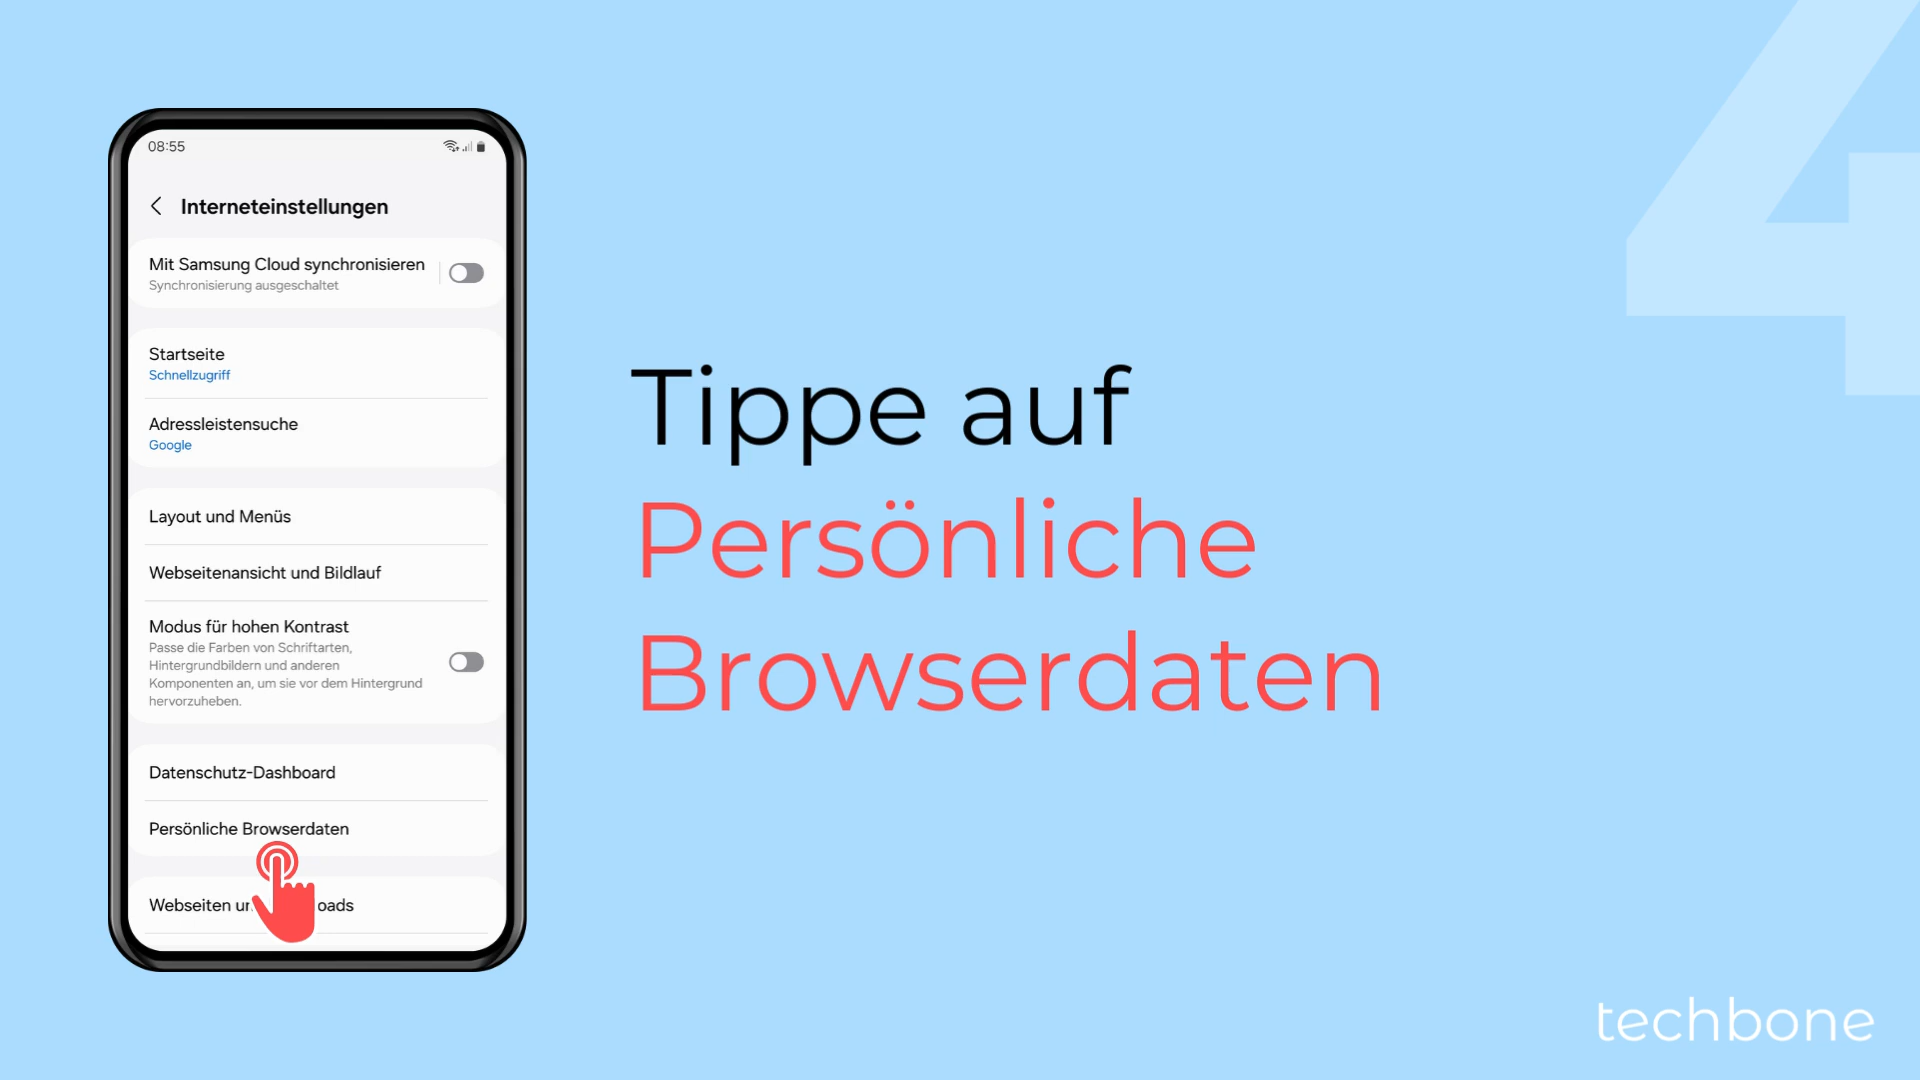 08:55
Interneteinstellungen
Mit Samsung Cloud synchronisieren
Synchronisierung ausgeschaltet
Startseite
Schnellzugriff
Adressleistensuche
Google
Layout und Menüs
Webseitenansicht und Bildlauf
Modus für hohen Kontrast
Passe die Farben von Schriftarten,
Hintergrundbildern und anderen
Komponenten an, um sie vor dem Hintergrund
hervorzuheben.
Datenschutz-Dashboard
Persönliche Browserdaten
Webseiten
Tippe auf
Persönliche
Browserdaten
4
techbone